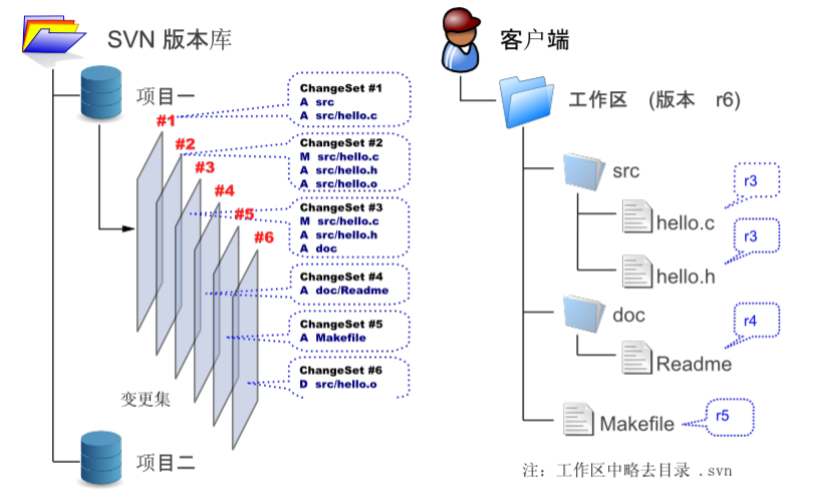 SVN 版本库
项目一
#1
#2
#3
#4
#5
#6
ChangeSet #1
A src
A src/hello.c
ChangeSet #2
M src/hello.c
A src/hello.h
A src/hello.o
ChangeSet #3
M src/hello.c
A src/hello.h
A doc
ChangeSet #4
A doc/Readme
ChangeSet #5
A Makefile
ChangeSet #6
D src/hello.o
变更集
项目二
客户端
工作区 (版本 r6)
src
r3
hello.c
r3
hello.h
doc
r4
Readme
Makefile
r5
注: 工作区中略去目录 .svn